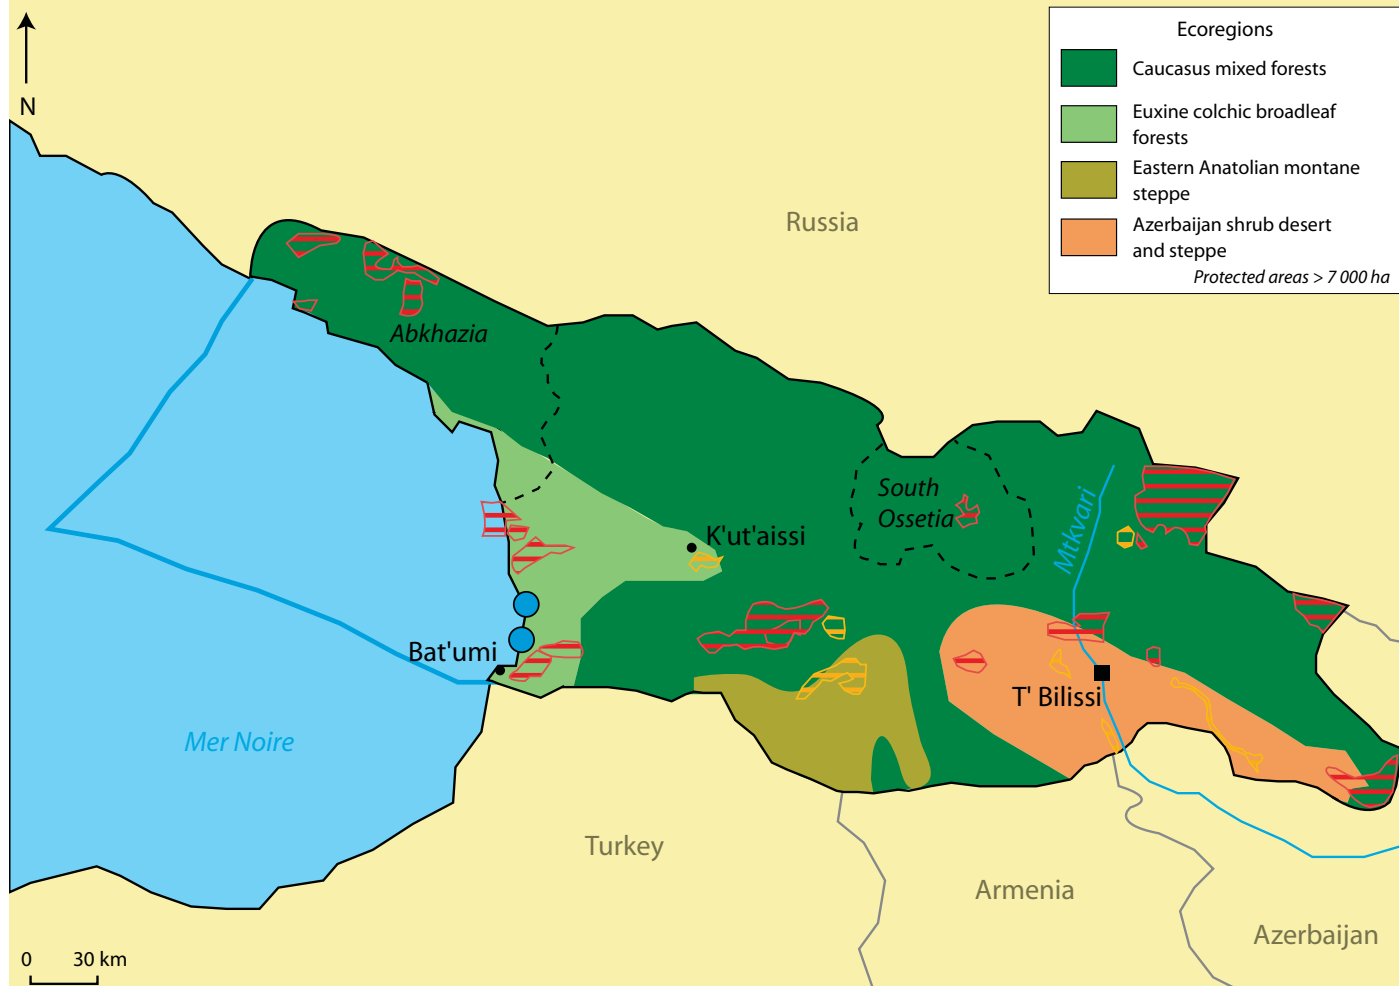 N
Ecoregions
Caucasus mixed forests
Euxine colchic broadleaf
forests
Eastern Anatolian montane
steppe
Azerbaijan shrub desert
and steppe
Protected areas > 7 000 ha
Russia
Abkhazia
South
Ossetia
Mtkvari
K'ut'aissi
Bat'umi
T' Bilissi
Mer Noire
Turkey
Armenia
Azerbaijan
0 30 km